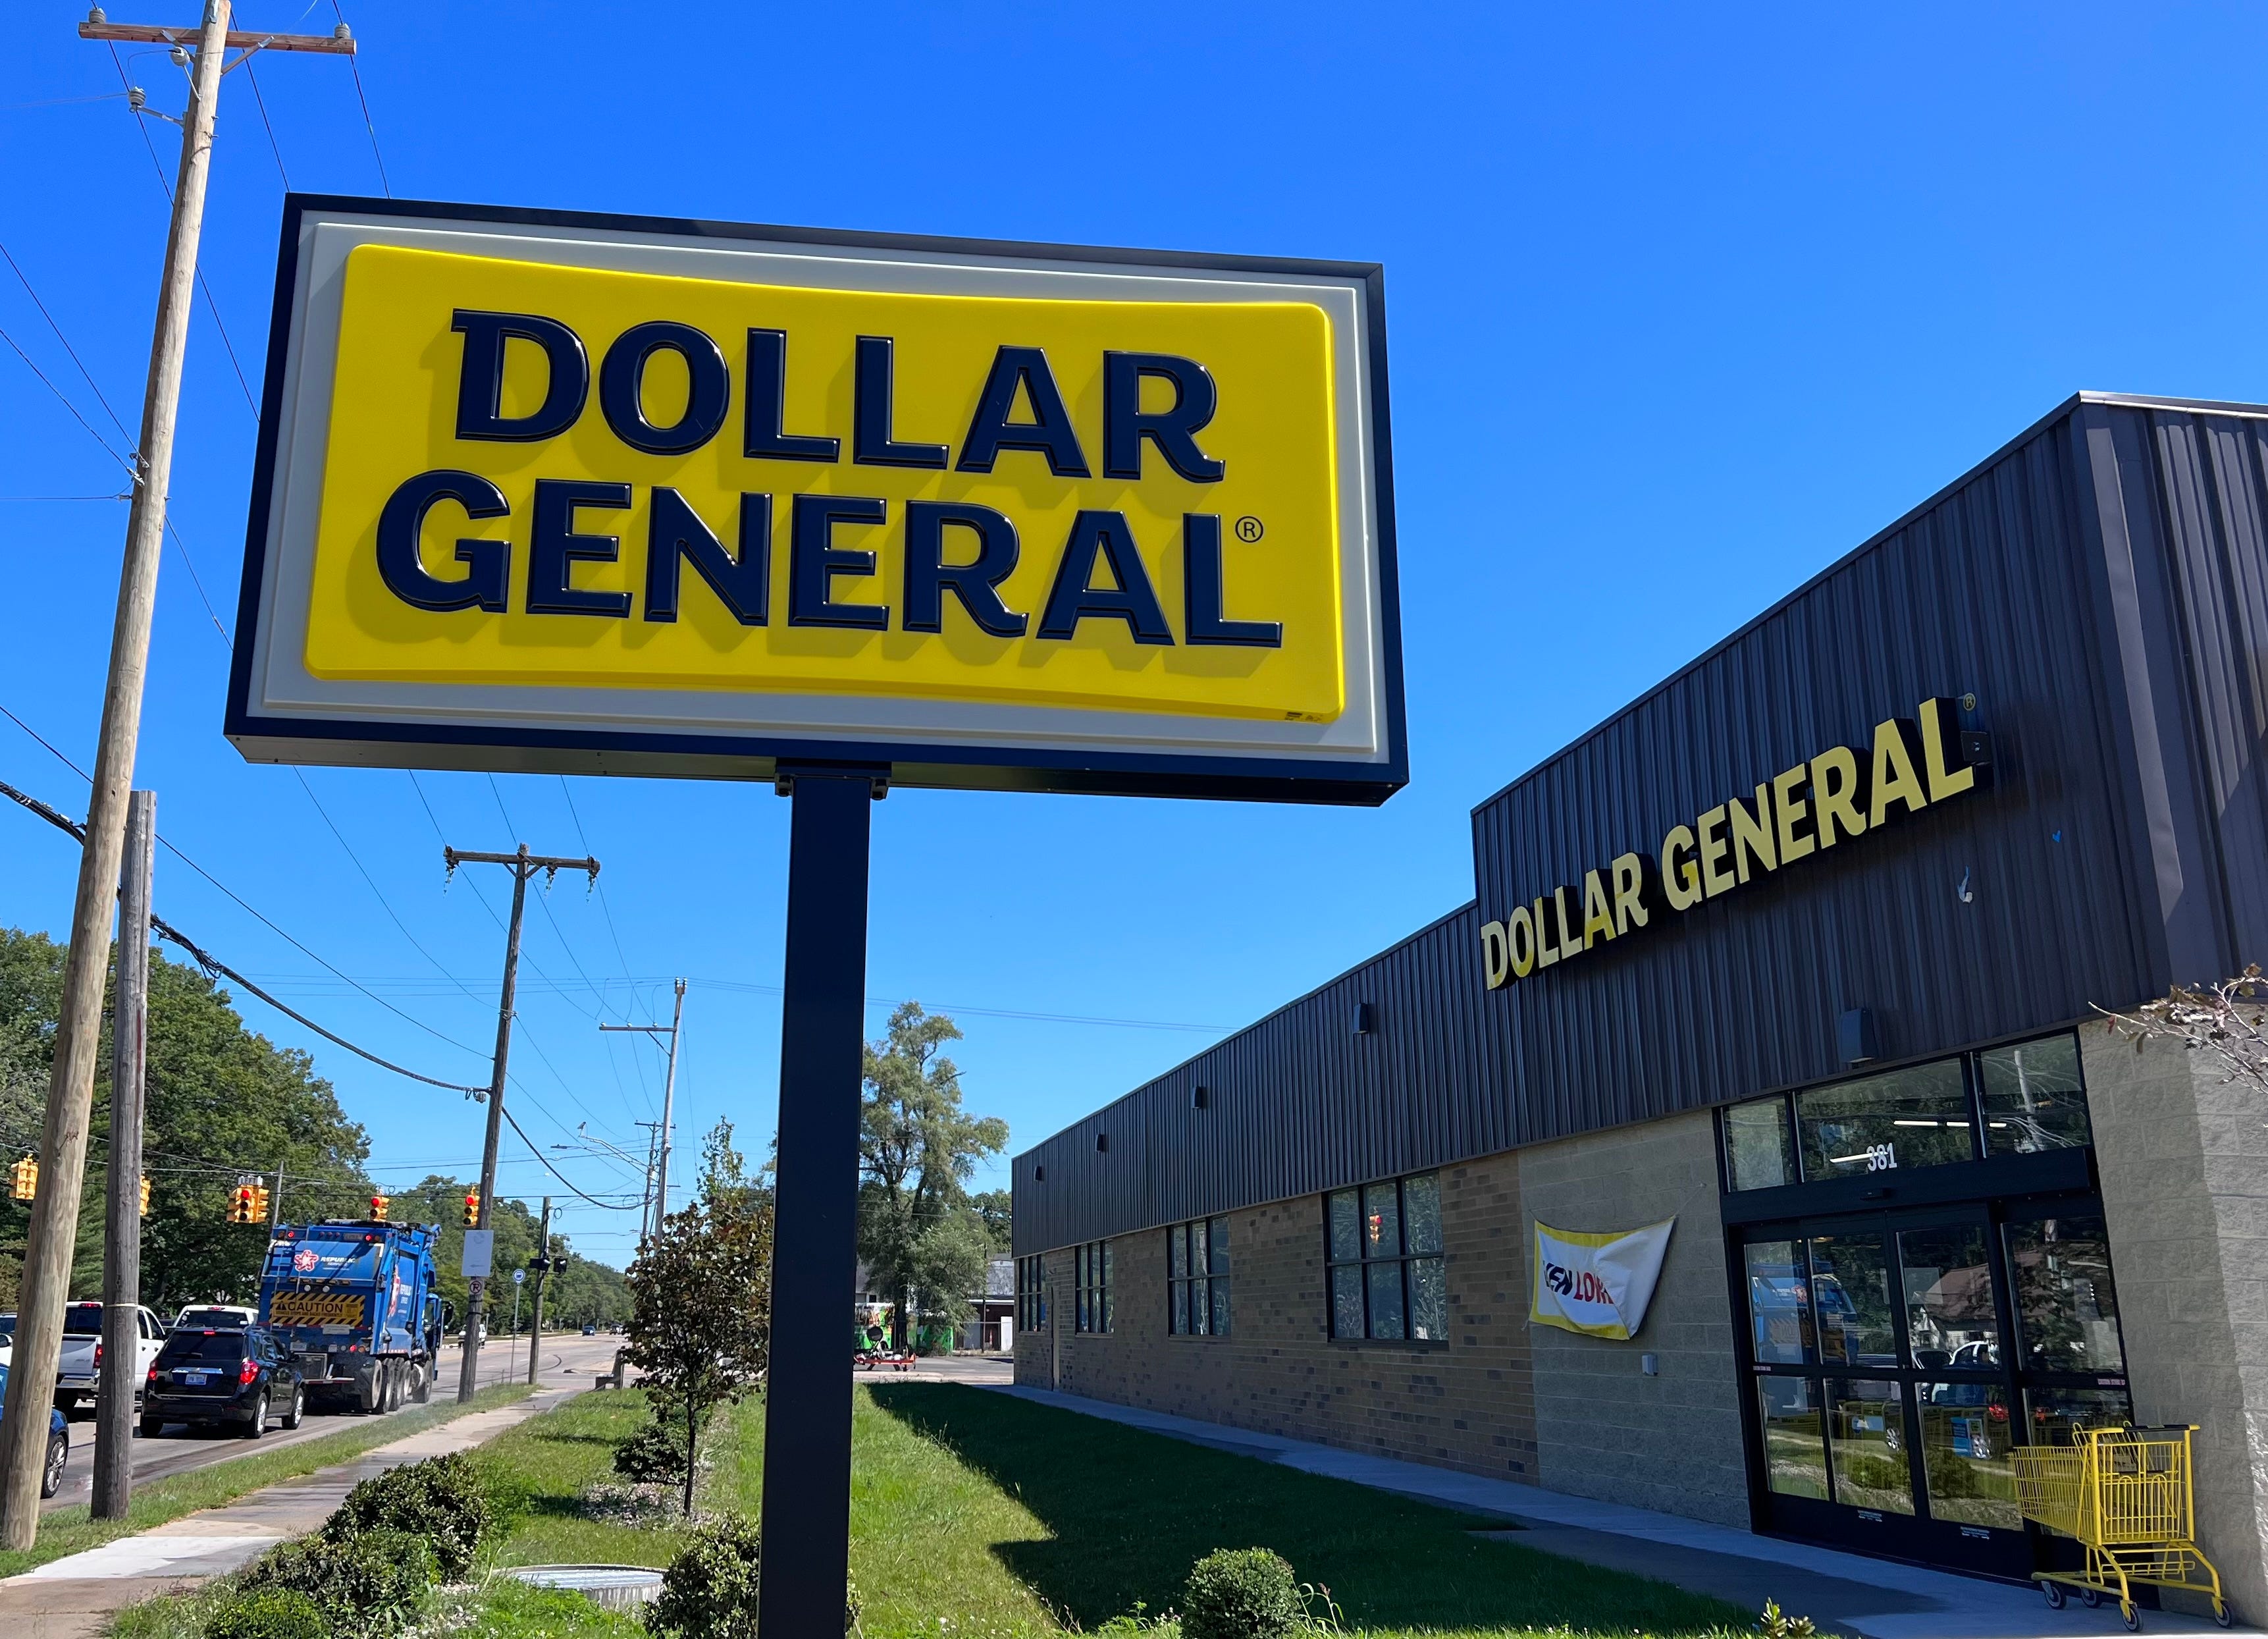 DOLLAR
GENERAL®
DOLLAR GENERAL®
381
CAUTION